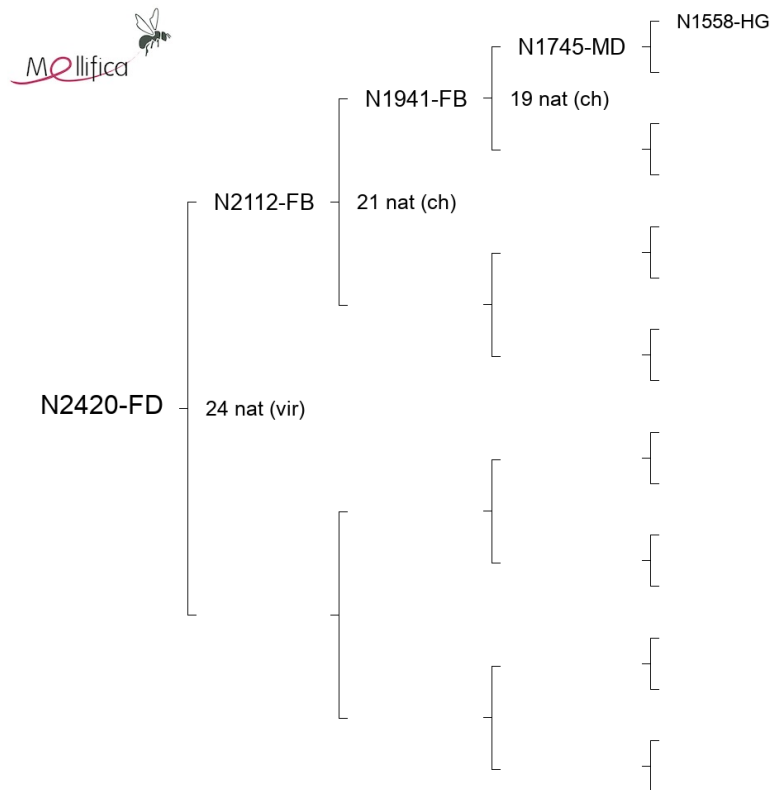 Mellifica
N1558-HG
N1745-MD
N1941-FB
19 nat (ch)
N2112-FB
21 nat (ch)
N2420-FD
24 nat (vir)